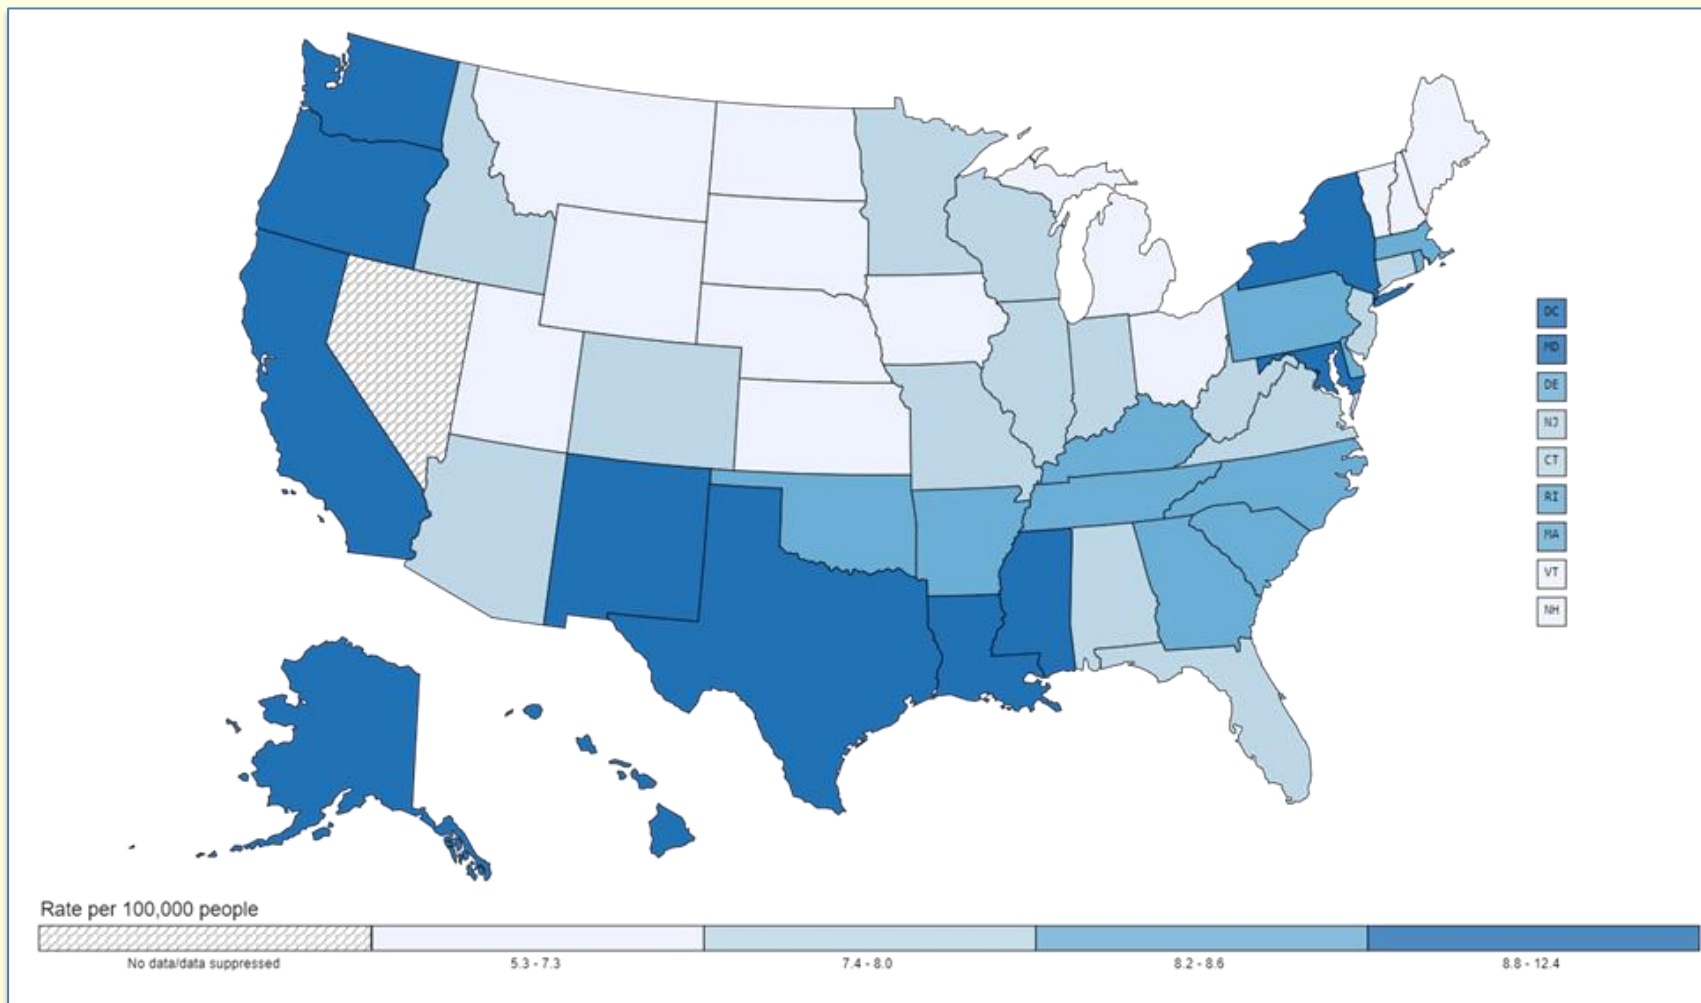 DC
MD
DE
NJ
CT
RI
MA
VT
NH
Rate per 100,000 people
No data/data suppressed
5.3 - 7.3
7.4 - 8.0
8.2 - 8.6
8.8 - 12.4